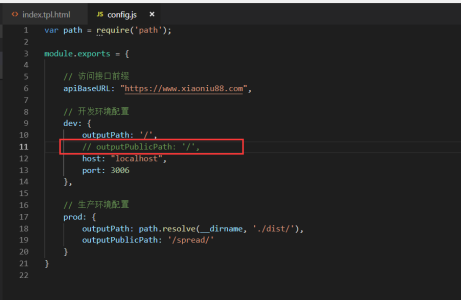 index.tpl.html
config.js
1 var path = require('path');
2
3 module.exports = {
4
5 // 访问接口前缀
6 apiBaseURL: "https://www.xiaoniu88.com",
7
8 // 开发环境配置
9 dev: {
10 outputPath: '/',
11 // outputPublicPath: '/',
12 host: "localhost",
13 port: 3006
14 },
15
16 // 生产环境配置
17 prod: {
18 outputPath: path.resolve(__dirname, './dist/'),
19 outputPublicPath: '/spread/'
20 }
21 }
22